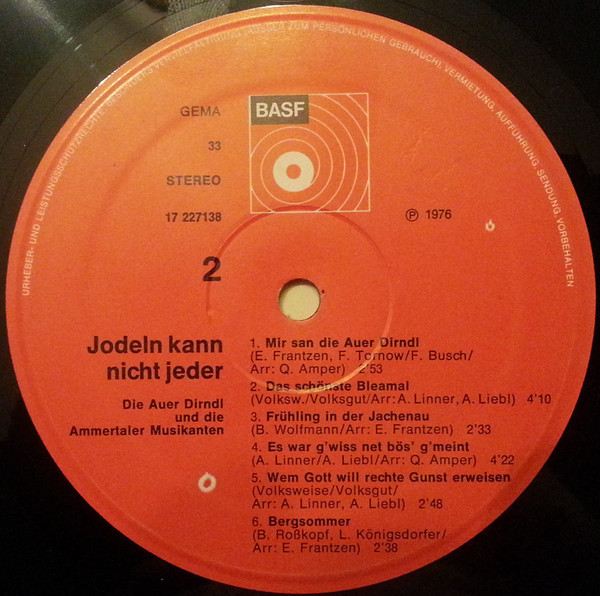 URHEBER- UND LEISTUNGSSCHUTZRECHTE, BESONDERS VERVIELFÄLTIGUNG (AUSSER ZUM PERSÖNLICHEN GEBRAUCH), VERMIETUNG, AUFFÜHRUNG, SENDUNG, VORBEHALTEN
GEMA
BASF
33
STEREO
17 227138
℗ 1976
2
Jodeln kann
nicht jeder
Die Auer Dirndl
und die
Ammertaler Musikanten
1. Mir san die Auer Dirndl
(E. Frantzen, F. Tornow/F. Busch/
Arr: Q. Amper) 2'53
2. Das schönste Bleamal
(Volksw./Volksgut/Arr: A. Linner, A. Liebl) 4'10
3. Frühling in der Jachenau
(B. Wolfmann/Arr: E. Frantzen) 2'33
4. Es war g'wiss net bös' g'meint
(A. Linner/A. Liebl/Arr: Q. Amper) 4'22
5. Wem Gott will rechte Gunst erweisen
(Volksweise/Volksgut/
Arr: A. Linner, A. Liebl) 2'48
6. Bergsommer
(B. Roßkopf, L. Königsdorfer/
Arr: E. Frantzen) 2'38